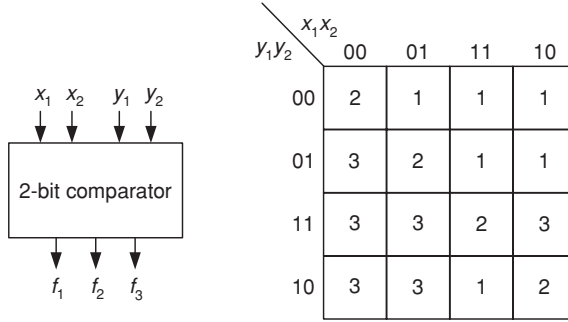 x₁ x₂ y₁ y₂
2-bit comparator
f₁ f₂ f₃
x₁x₂
y₁y₂ 00 01 11 10
00 2 1 1 1
01 3 2 1 1
11 3 3 2 3
10 3 3 1 2